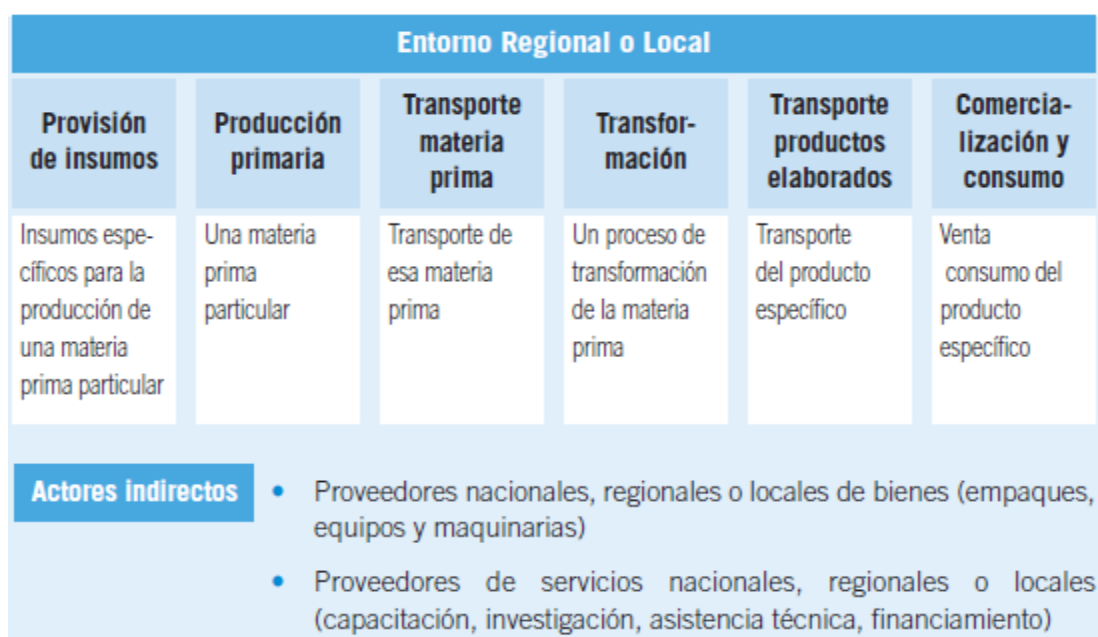 Entorno Regional o Local
Provisión
de insumos
Producción
primaria
Transporte
materia
prima
Transfor-
mación
Transporte
productos
elaborados
Comercia-
lización y
consumo
Insumos espe-
cíficos para la
producción de
una materia
prima particular
Una materia
prima
particular
Transporte de
esa materia
prima
Un proceso de
transformación
de la materia
prima
Transporte
del producto
específico
Venta
consumo del
producto
específico
Actores indirectos
• Proveedores nacionales, regionales o locales de bienes (empaques,
equipos y maquinarias)
• Proveedores de servicios nacionales, regionales o locales
(capacitación, investigación, asistencia técnica, financiamiento)